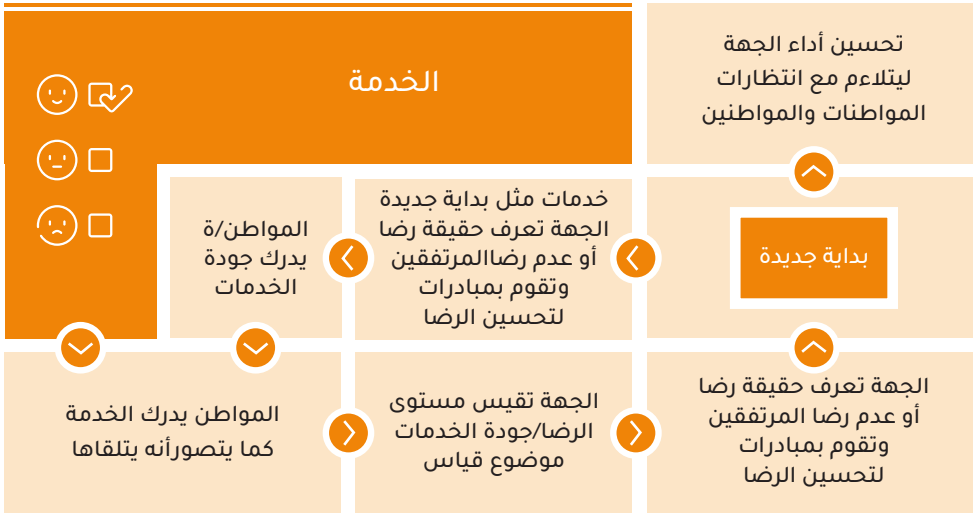 تحسين أداء الجهة
ليتلاءم مع انتظارات
المواطنات والمواطنين
الخدمة
بداية جديدة
خدمات مثل بداية جديدة
الجهة تعرف حقيقة رضا
أو عدم رضاالمرتفقين
وتقوم بمبادرات
لتحسين الرضا
المواطن/ة
يدرك جودة
الخدمات
الجهة تعرف حقيقة رضا
أو عدم رضا المرتفقين
وتقوم بمبادرات
لتحسين الرضا
الجهة تقيس مستوى
الرضا/جودة الخدمات
موضوع قياس
المواطن يدرك الخدمة
كما يتصورأنه يتلقاها